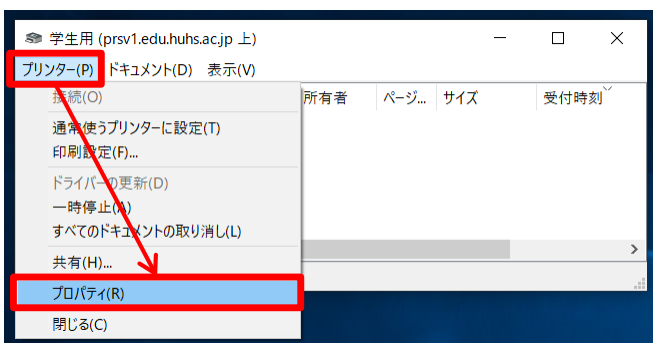 学生用 (prsv1.edu.huhs.ac.jp 上)
プリンター(P) ドキュメント(D) 表示(V)
接続(O)
所有者 ページ... サイズ 受付時刻
通常使うプリンターに設定(T)
印刷設定(F)...
ドライバーの更新(D)
一時停止(A)
すべてのドキュメントの取り消し(L)
共有(H)...
プロパティ(R)
閉じる(C)